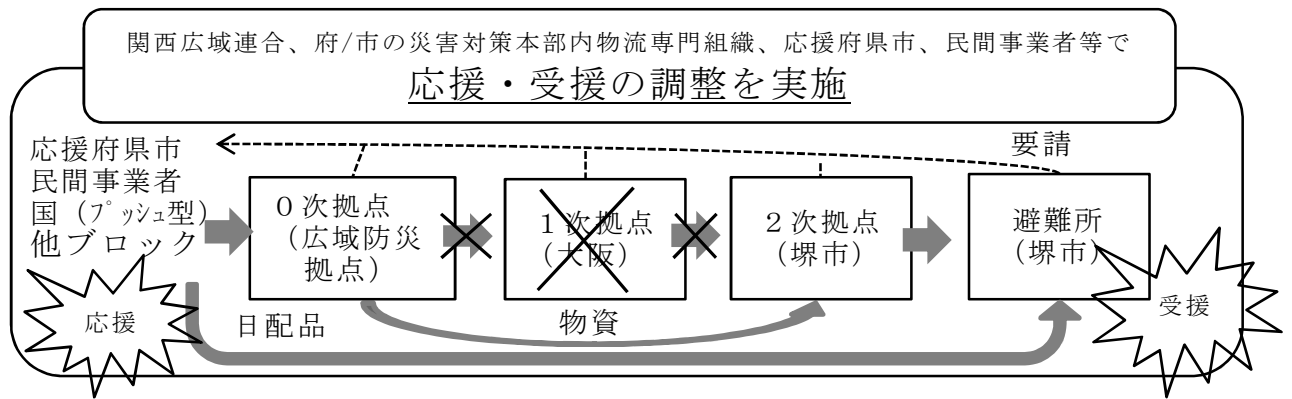 関西広域連合、府/市の災害対策本部内物流専門組織、応援府県市、民間事業者等で
応援・受援の調整を実施
応援府県市
民間事業者
国（ﾌﾟｯｼｭ型）
他ブロック
要請
０次拠点
（広域防災
拠点）
１次拠点
（大阪）
２次拠点
（堺市）
避難所
（堺市）
応援
日配品
物資
受援